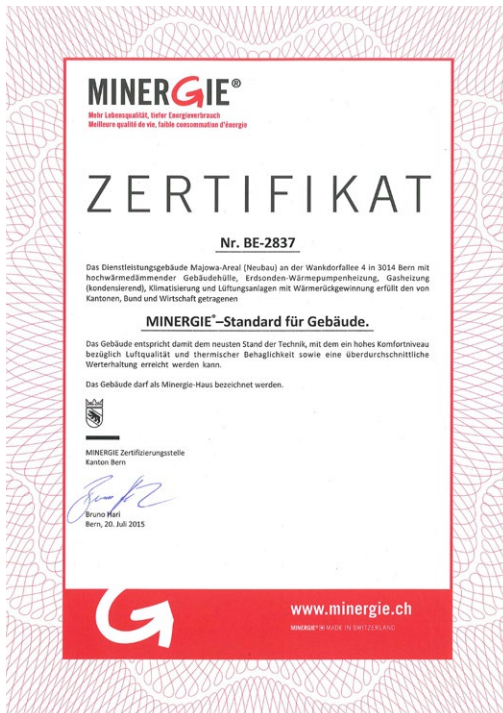 MINERGIE®
Mehr Lebensqualität, tiefer Energieverbrauch
Meilleure qualité de vie, faible consommation d'énergie
ZERTIFIKAT
Nr. BE-2837
Das Dienstleistungsgebäude Majowa-Areal (Neubau) an der Wankdorfallee 4 in 3014 Bern mit
hochwärmedämmender Gebäudehülle, Erdsonden-Wärmepumpenheizung, Gasheizung
(kondensierend), Klimatisierung und Lüftungsanlagen mit Wärmerückgewinnung erfüllt den von
Kantonen, Bund und Wirtschaft getragenen
MINERGIE®–Standard für Gebäude.
Das Gebäude entspricht damit dem neusten Stand der Technik, mit dem ein hohes Komfortniveau
bezüglich Luftqualität und thermischer Behaglichkeit sowie eine überdurchschnittliche
Werterhaltung erreicht werden kann.
Das Gebäude darf als Minergie-Haus bezeichnet werden.
MINERGIE Zertifizierungsstelle
Kanton Bern
Bruno Hari
Bern, 20. Juli 2015
www.minergie.ch
MINERGIE® MADE IN SWITZERLAND